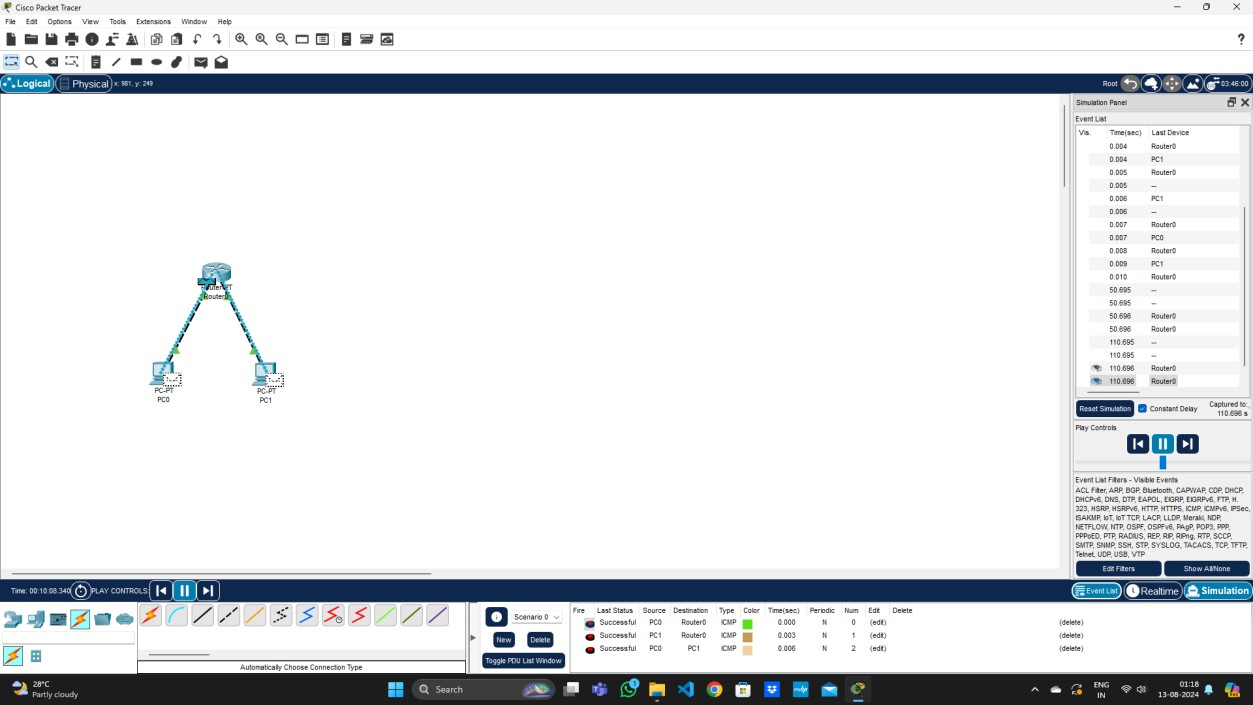 Cisco Packet Tracer
File Edit Options View Tools Extensions Window Help
Logical Physical x: 981, y: 249 Root 03:46:00
Simulation Panel
Event List
Vis. Time(sec) Last Device
0.004 Router0
0.004 PC1
0.005 Router0
0.005 --
0.006 PC1
0.006 --
0.007 Router0
0.007 PC0
0.008 Router0
0.009 PC1
0.010 Router0
50.695 --
50.695 --
50.696 Router0
50.696 Router0
110.695 --
110.695 --
110.696 Router0
110.696 Router0
Router-PT
Router0
PC-PT
PC0
PC-PT
PC1
Reset Simulation Constant Delay Captured to:
110.696 s
Play Controls
Event List Filters - Visible Events
ACL Filter, ARP, BGP, Bluetooth, CAPWAP, CDP, DHCP,
DHCPv6, DNS, DTP, EAPOL, EIGRP, EIGRPv6, FTP, H.
323, HSRP, HSRPv6, HTTP, HTTPS, ICMP, ICMPv6, IPSec,
ISAKMP, IoT, IoT TCP, LACP, LLDP, Meraki, NDP,
NETFLOW, NTP, OSPF, OSPFv6, PAgP, POP3, PPP,
PPPoED, PTP, RADIUS, REP, RIP, RIPng, RTP, SCCP,
SMTP, SNMP, SSH, STP, SYSLOG, TACACS, TCP, TFTP,
Telnet, UDP, USB, VTP
Edit Filters Show All/None
Time: 00:10:08.340 PLAY CONTROLS: Event List Realtime Simulation
Scenario 0
New Delete
Toggle PDU List Window
Automatically Choose Connection Type
Fire Last Status Source Destination Type Color Time(sec) Periodic Num Edit Delete
Successful PC0 Router0 ICMP 0.000 N 0 (edit) (delete)
Successful PC1 Router0 ICMP 0.003 N 1 (edit) (delete)
Successful PC0 PC1 ICMP 0.006 N 2 (edit) (delete)
28°C
Partly cloudy
Search
1
ENG
IN
01:18
13-08-2024